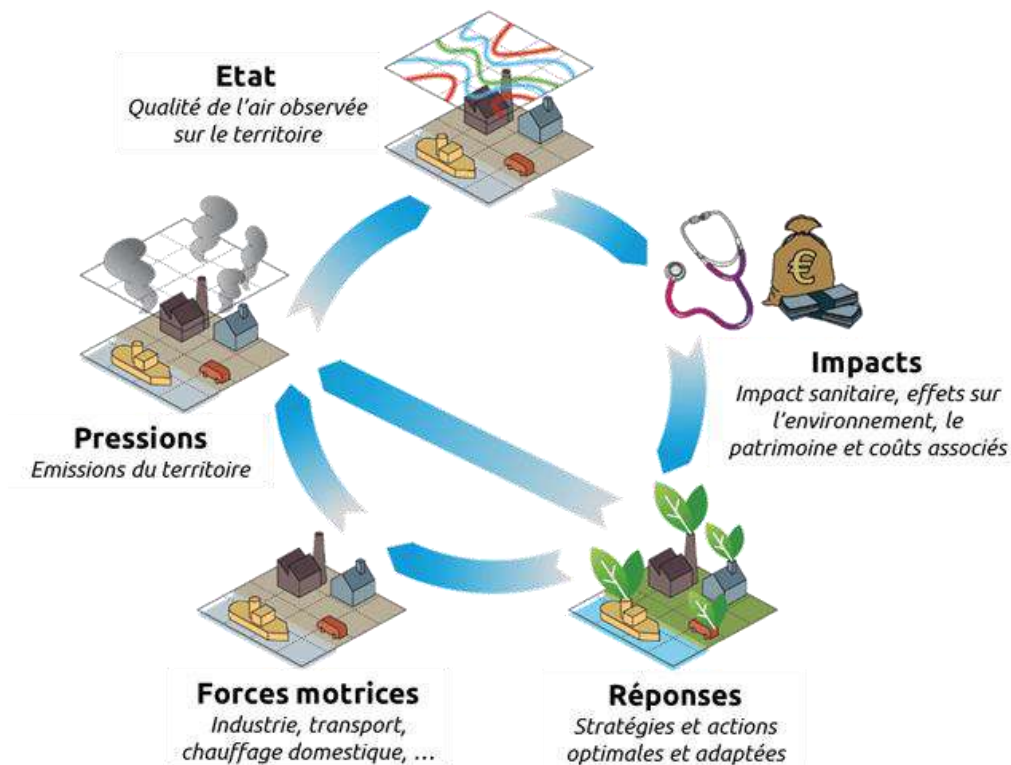 Etat
Qualité de l'air observée
sur le territoire
€
Impacts
Impact sanitaire, effets sur
l'environnement, le
patrimoine et coûts associés
Pressions
Emissions du territoire
Forces motrices
Industrie, transport,
chauffage domestique, ...
Réponses
Stratégies et actions
optimales et adaptées